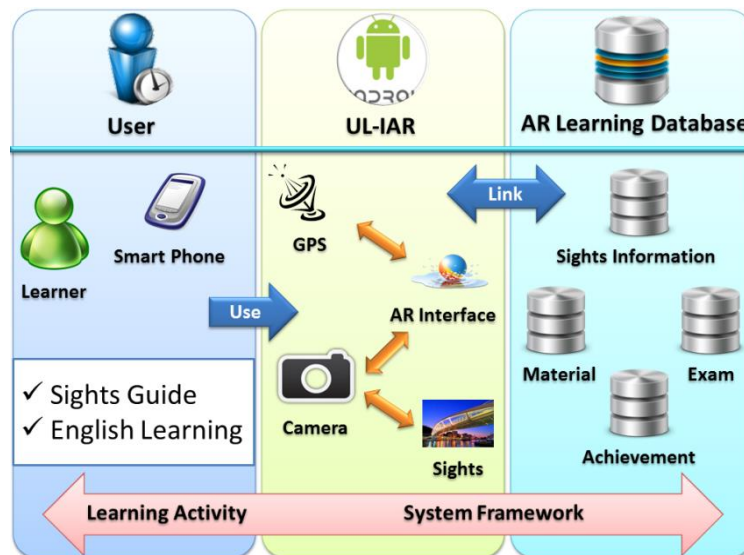 User
UL-IAR
AR Learning Database
Learner
Smart Phone
Use
✓ Sights Guide
✓ English Learning
GPS
AR Interface
Camera
Sights
Link
Sights Information
Material
Exam
Achievement
Learning Activity
System Framework